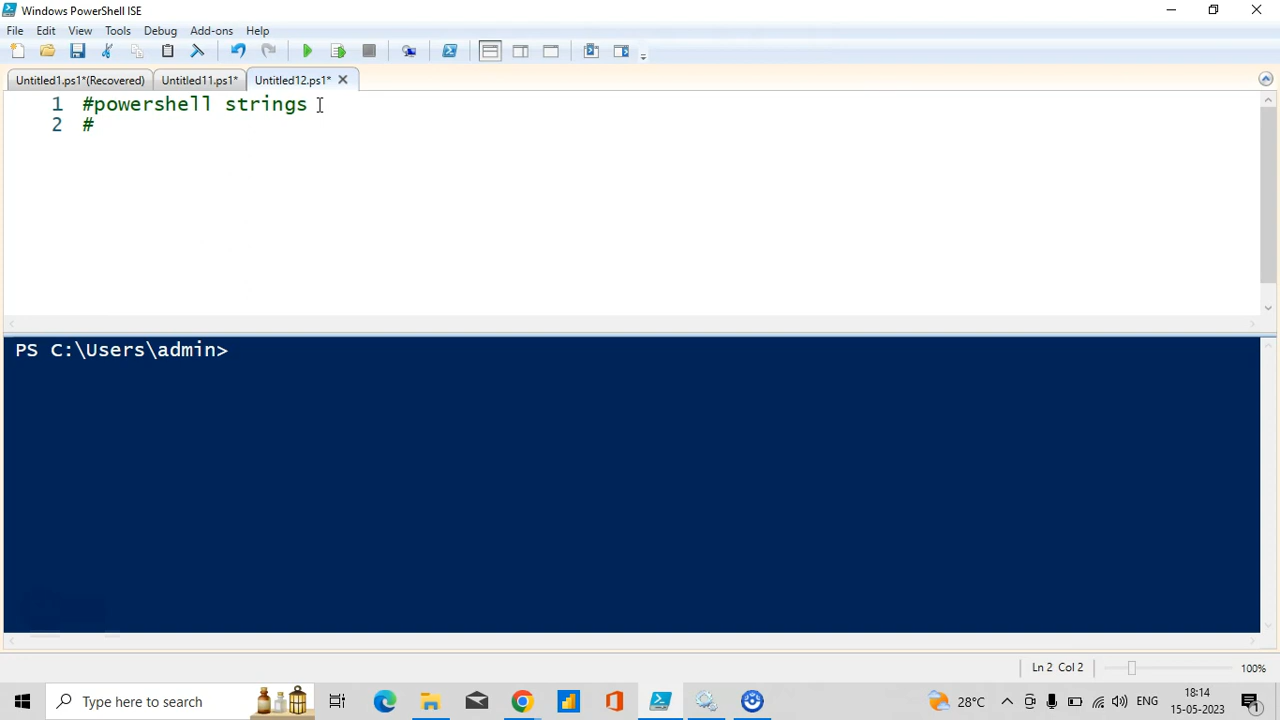 Windows PowerShell ISE
File Edit View Tools Debug Add-ons Help
Untitled1.ps1*(Recovered) Untitled11.ps1* Untitled12.ps1*
1 #powershell strings
2 #
PS C:\Users\admin>
Ln 2 Col 2 100%
Type here to search 28°C ENG 18:14
15-05-2023 1